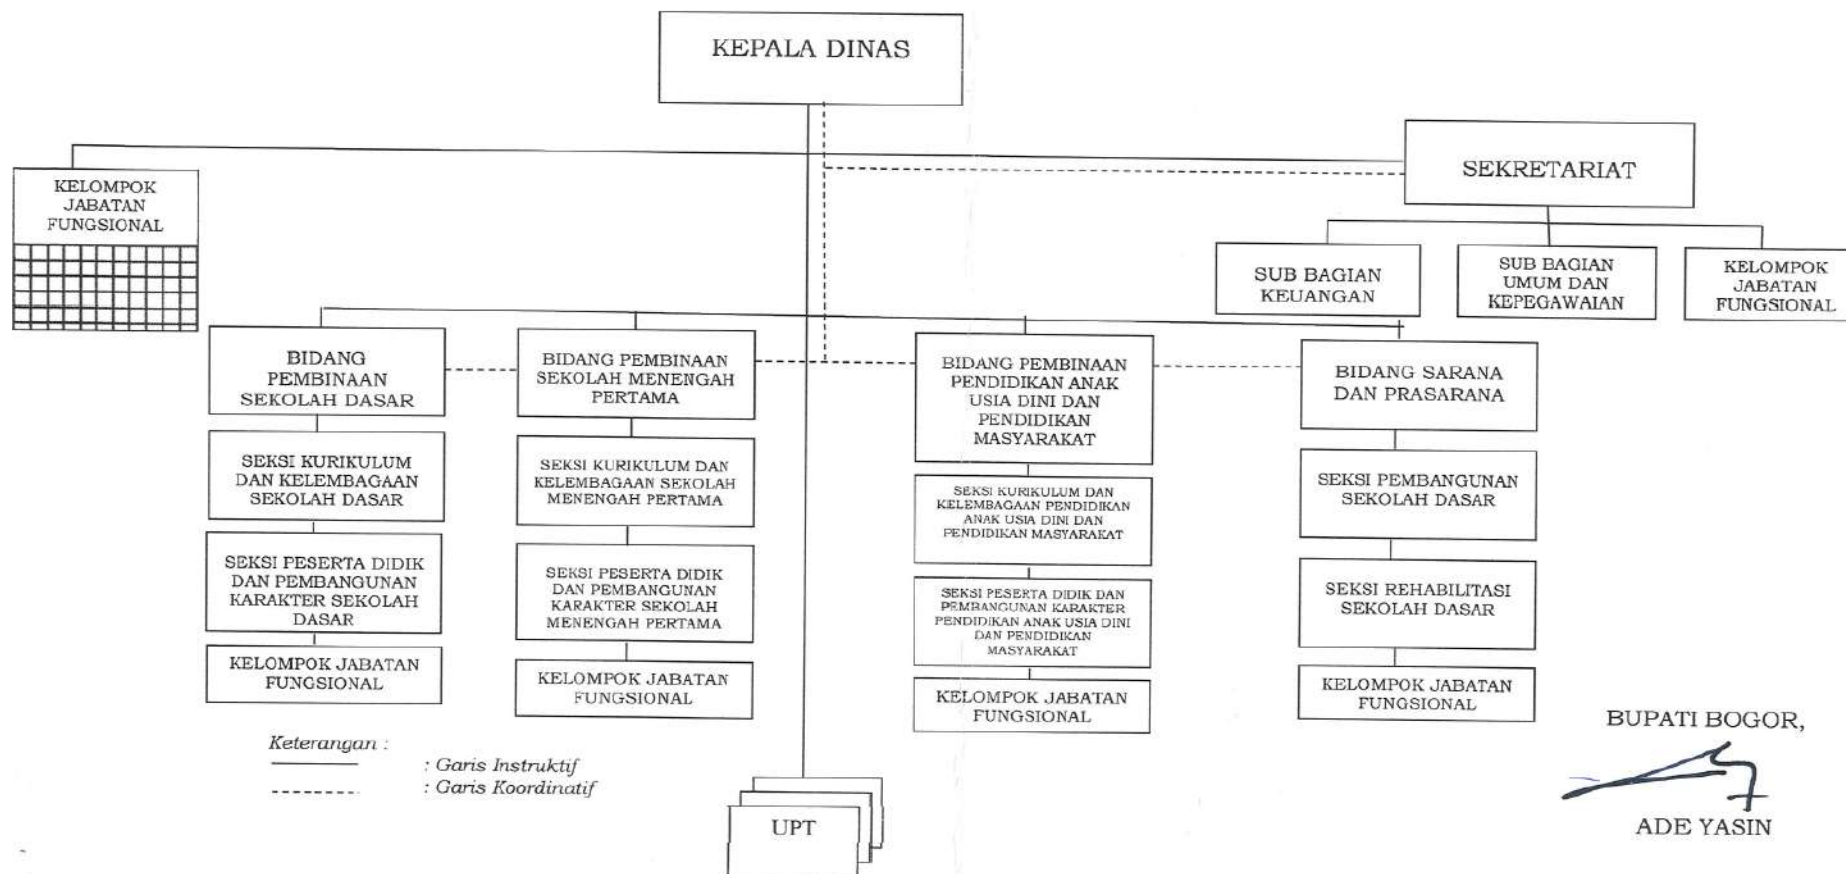 KEPALA DINAS
SEKRETARIAT
KELOMPOK
JABATAN
FUNGSIONAL
SUB BAGIAN
KEUANGAN
SUB BAGIAN
UMUM DAN
KEPEGAWAIAN
KELOMPOK
JABATAN
FUNGSIONAL
BIDANG
PEMBINAAN
SEKOLAH DASAR
SEKSI KURIKULUM
DAN KELEMBAGAAN
SEKOLAH DASAR
SEKSI PESERTA DIDIK
DAN PEMBANGUNAN
KARAKTER SEKOLAH
DASAR
KELOMPOK JABATAN
FUNGSIONAL
BIDANG PEMBINAAN
SEKOLAH MENENGAH
PERTAMA
SEKSI KURIKULUM DAN
KELEMBAGAAN SEKOLAH
MENENGAH PERTAMA
SEKSI PESERTA DIDIK
DAN PEMBANGUNAN
KARAKTER SEKOLAH
MENENGAH PERTAMA
KELOMPOK JABATAN
FUNGSIONAL
BIDANG PEMBINAAN
PENDIDIKAN ANAK
USIA DINI DAN
PENDIDIKAN
MASYARAKAT
SEKSI KURIKULUM DAN
KELEMBAGAAN PENDIDIKAN
ANAK USIA DINI DAN
PENDIDIKAN MASYARAKAT
SEKSI PESERTA DIDIK DAN
PEMBANGUNAN KARAKTER
PENDIDIKAN ANAK USIA DINI
DAN PENDIDIKAN
MASYARAKAT
KELOMPOK JABATAN
FUNGSIONAL
BIDANG SARANA
DAN PRASARANA
SEKSI PEMBANGUNAN
SEKOLAH DASAR
SEKSI REHABILITASI
SEKOLAH DASAR
KELOMPOK JABATAN
FUNGSIONAL
Keterangan :
: Garis Instruktif
: Garis Koordinatif
UPT
BUPATI BOGOR,
ADE YASIN